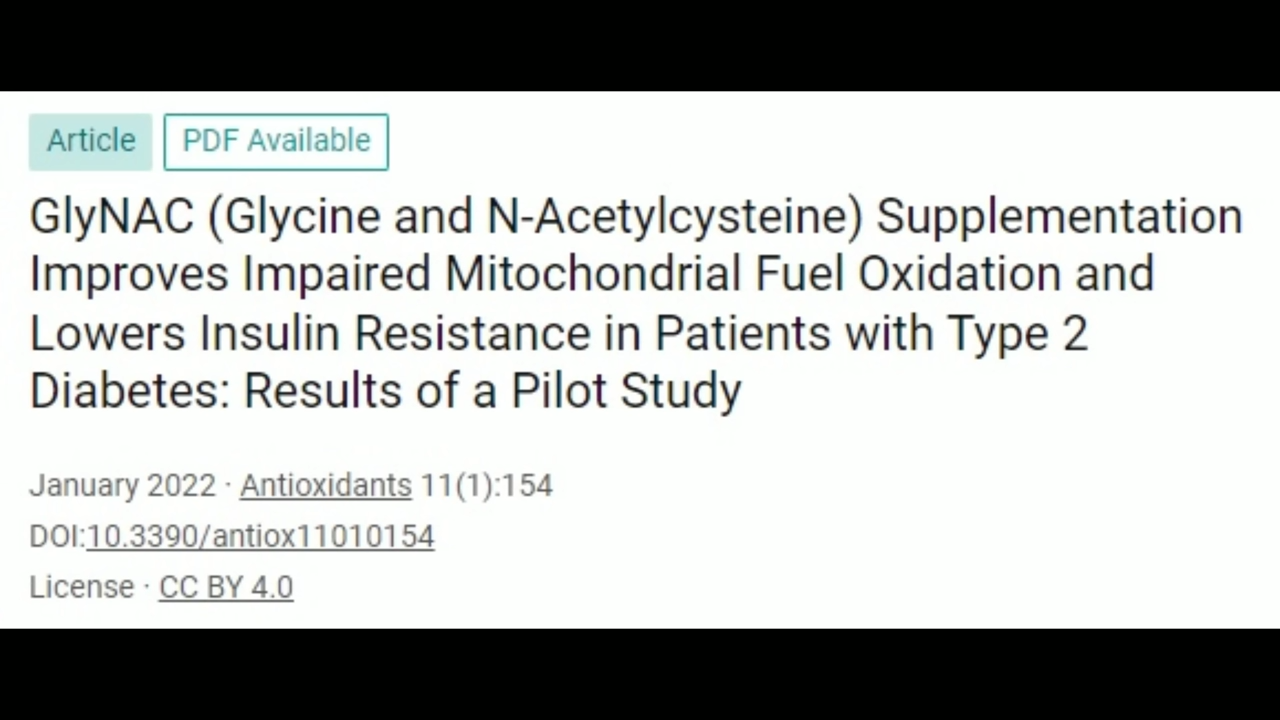 Article PDF Available
GlyNAC (Glycine and N-Acetylcysteine) Supplementation
Improves Impaired Mitochondrial Fuel Oxidation and
Lowers Insulin Resistance in Patients with Type 2
Diabetes: Results of a Pilot Study
January 2022 · Antioxidants 11(1):154
DOI:10.3390/antiox11010154
License · CC BY 4.0